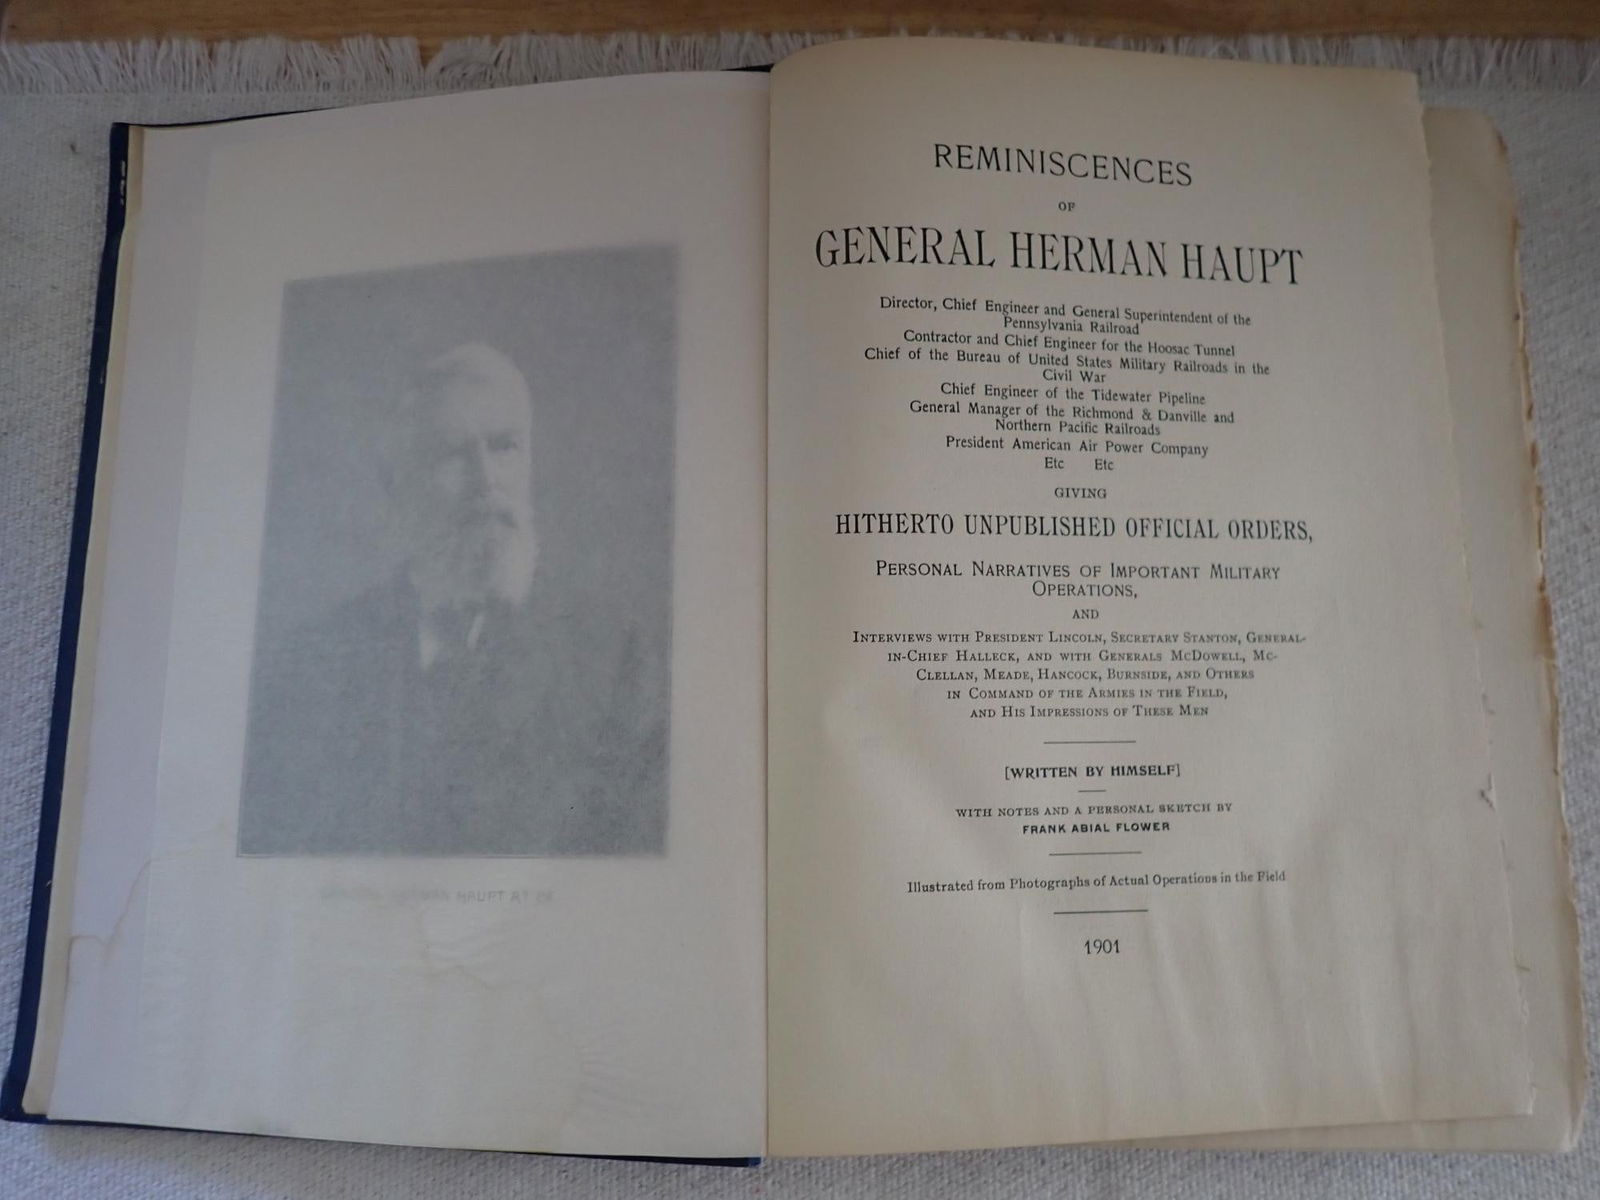 HERMAN HAUPT AT
REMINISCENCES
OF
GENERAL HERMAN HAUPT
Director, Chief Engineer and General Superintendent of the
Pennsylvania Railroad
Contractor and Chief Engineer for the Hoosac Tunnel
Chief of the Bureau of United States Military Railroads in the
Civil War
Chief Engineer of the Tidewater Pipeline
General Manager of the Richmond & Danville and
Northern Pacific Railroads
President American Air Power Company
Etc Etc
GIVING
HITHERTO UNPUBLISHED OFFICIAL ORDERS,
PERSONAL NARRATIVES OF IMPORTANT MILITARY
OPERATIONS,
AND
INTERVIEWS WITH PRESIDENT LINCOLN, SECRETARY STANTON, GENERAL-
IN-CHIEF HALLECK, AND WITH GENERALS MCDOWELL, MC-
CLELLAN, MEADE, HANCOCK, BURNSIDE, AND OTHERS
IN COMMAND OF THE ARMIES IN THE FIELD,
AND HIS IMPRESSIONS OF THESE MEN
[WRITTEN BY HIMSELF]
WITH NOTES AND A PERSONAL SKETCH BY
FRANK ABIAL FLOWER
Illustrated from Photographs of Actual Operations in the Field
1901